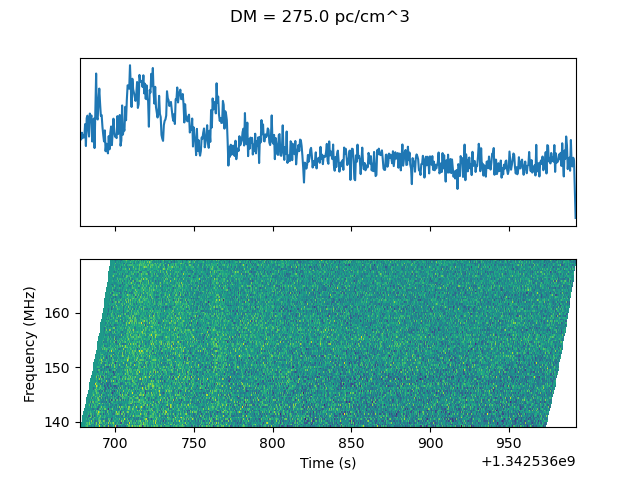 DM = 275.0 pc/cm^3
Frequency (MHz)
160
150
140
700 750 800 850 900 950
Time (s)
+1.342536e9